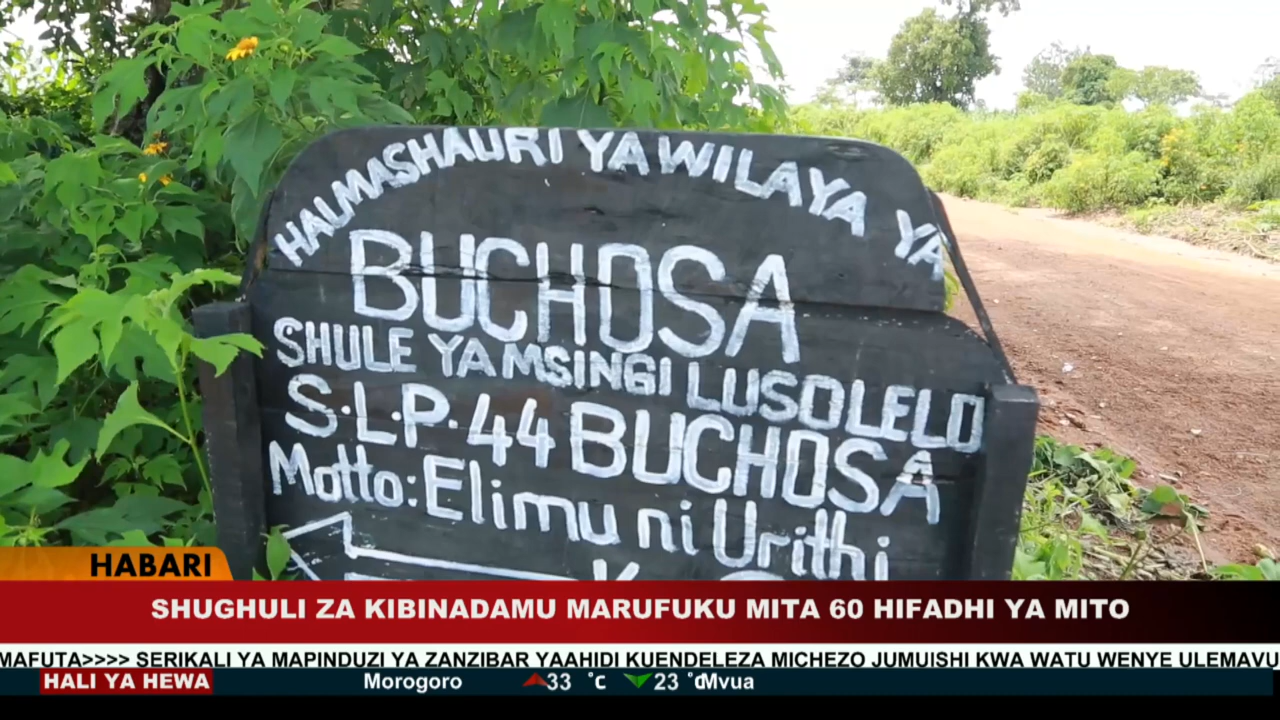 HALMASHAURI YA WILAYA YA
BUCHOSA
SHULE YA MSINGI LUSOLELO
S.L.P. 44 BUCHOSA
Motto: Elimu ni Urithi
HABARI
SHUGHULI ZA KIBINADAMU MARUFUKU MITA 60 HIFADHI YA MITO
MAFUTA>>>> SERIKALI YA MAPINDUZI YA ZANZIBAR YAAHIDI KUENDELEZA MICHEZO JUMUISHI KWA WATU WENYE ULEMAVU
HALI YA HEWA Morogoro 33 °c 23 °c Mvua